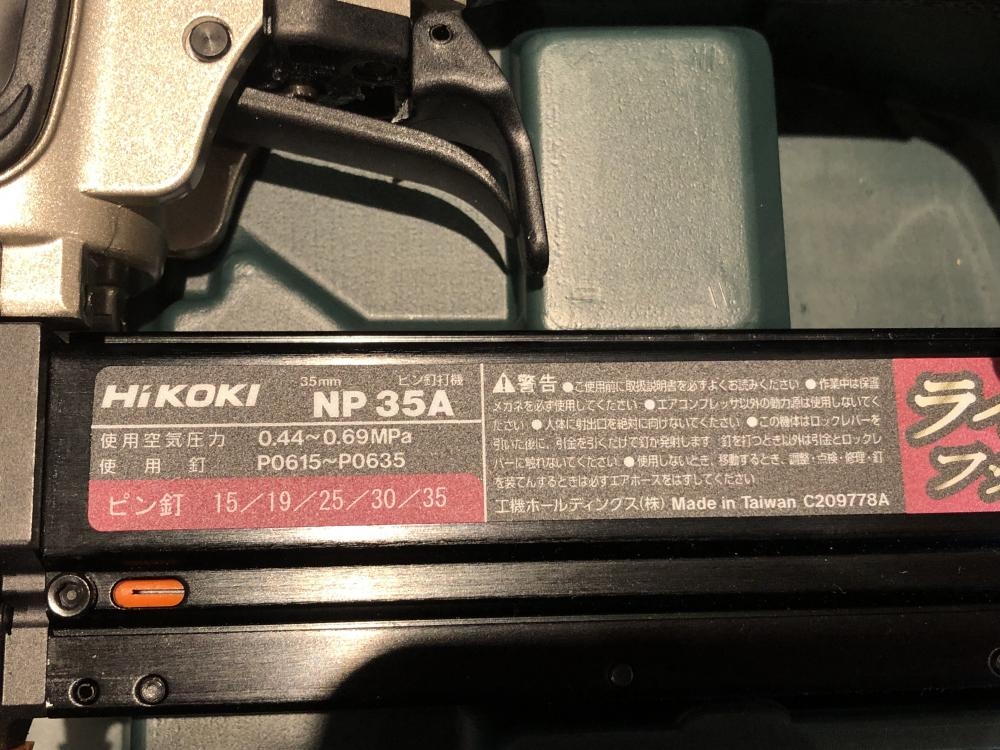 HiKOKI
35mm ピン釘打機
NP 35A
使用空気圧力 0.44～0.69MPa
使用釘 P0615～P0635
ピン釘 15／19／25／30／35
⚠警告 ●ご使用前に取扱説明書を必ずよくお読みください ●作業中は保護
メガネを必ず使用してください ●エアコンプレッサ以外の動力源は使用しないでく
ださい ●人体に射出口を絶対に向けないでください ●この機体はロックレバーを
引いた後に、引金を引くだけで釘が発射します 釘を打つとき以外は引金とロックレ
バーに触れないでください ●使用しないとき、移動するとき、調整・点検・修理・釘
を装てんするときは必ずエアホースをはずしてください
工機ホールディングス(株) Made in Taiwan C209778A
ライ
フ